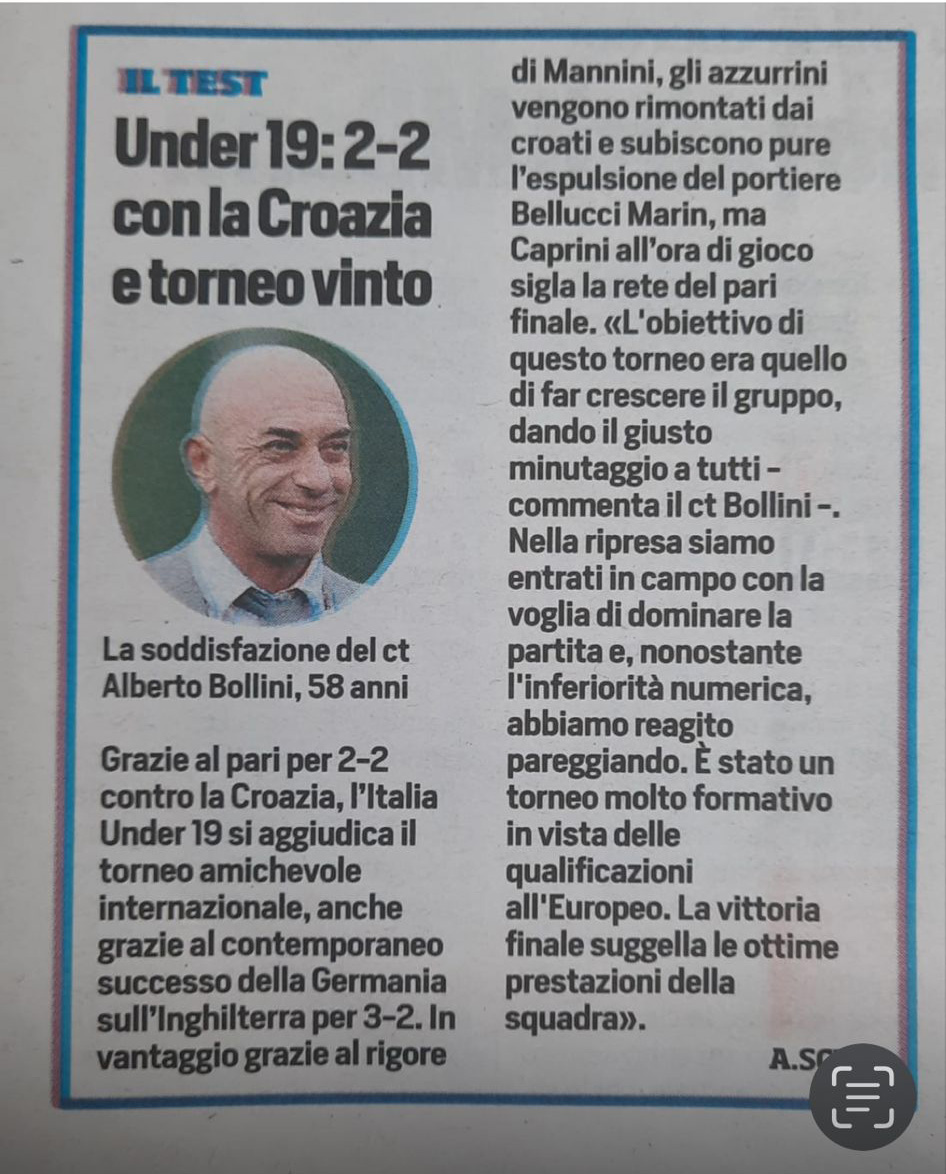 IL TEST
Under 19: 2-2
con la Croazia
e torneo vinto
La soddisfazione del ct
Alberto Bollini, 58 anni
Grazie al pari per 2-2
contro la Croazia, l'Italia
Under 19 si aggiudica il
torneo amichevole
internazionale, anche
grazie al contemporaneo
successo della Germania
sull'Inghilterra per 3-2. In
vantaggio grazie al rigore
di Mannini, gli azzurrini
vengono rimontati dai
croati e subiscono pure
l'espulsione del portiere
Bellucci Marin, ma
Caprini all'ora di gioco
sigla la rete del pari
finale. «L'obiettivo di
questo torneo era quello
di far crescere il gruppo,
dando il giusto
minutaggio a tutti –
commenta il ct Bollini –.
Nella ripresa siamo
entrati in campo con la
voglia di dominare la
partita e, nonostante
l'inferiorità numerica,
abbiamo reagito
pareggiando. È stato un
torneo molto formativo
in vista delle
qualificazioni
all'Europeo. La vittoria
finale suggella le ottime
prestazioni della
squadra».